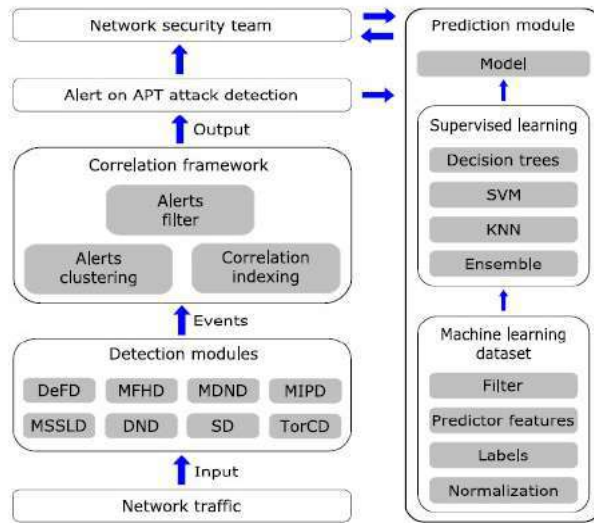 Network security team
Alert on APT attack detection
Output
Correlation framework
Alerts
filter
Alerts
clustering
Correlation
indexing
Events
Detection modules
DeFD MFHD MDND MIPD
MSSLD DND SD TorCD
Input
Network traffic
Prediction module
Model
Supervised learning
Decision trees
SVM
KNN
Ensemble
Machine learning
dataset
Filter
Predictor features
Labels
Normalization